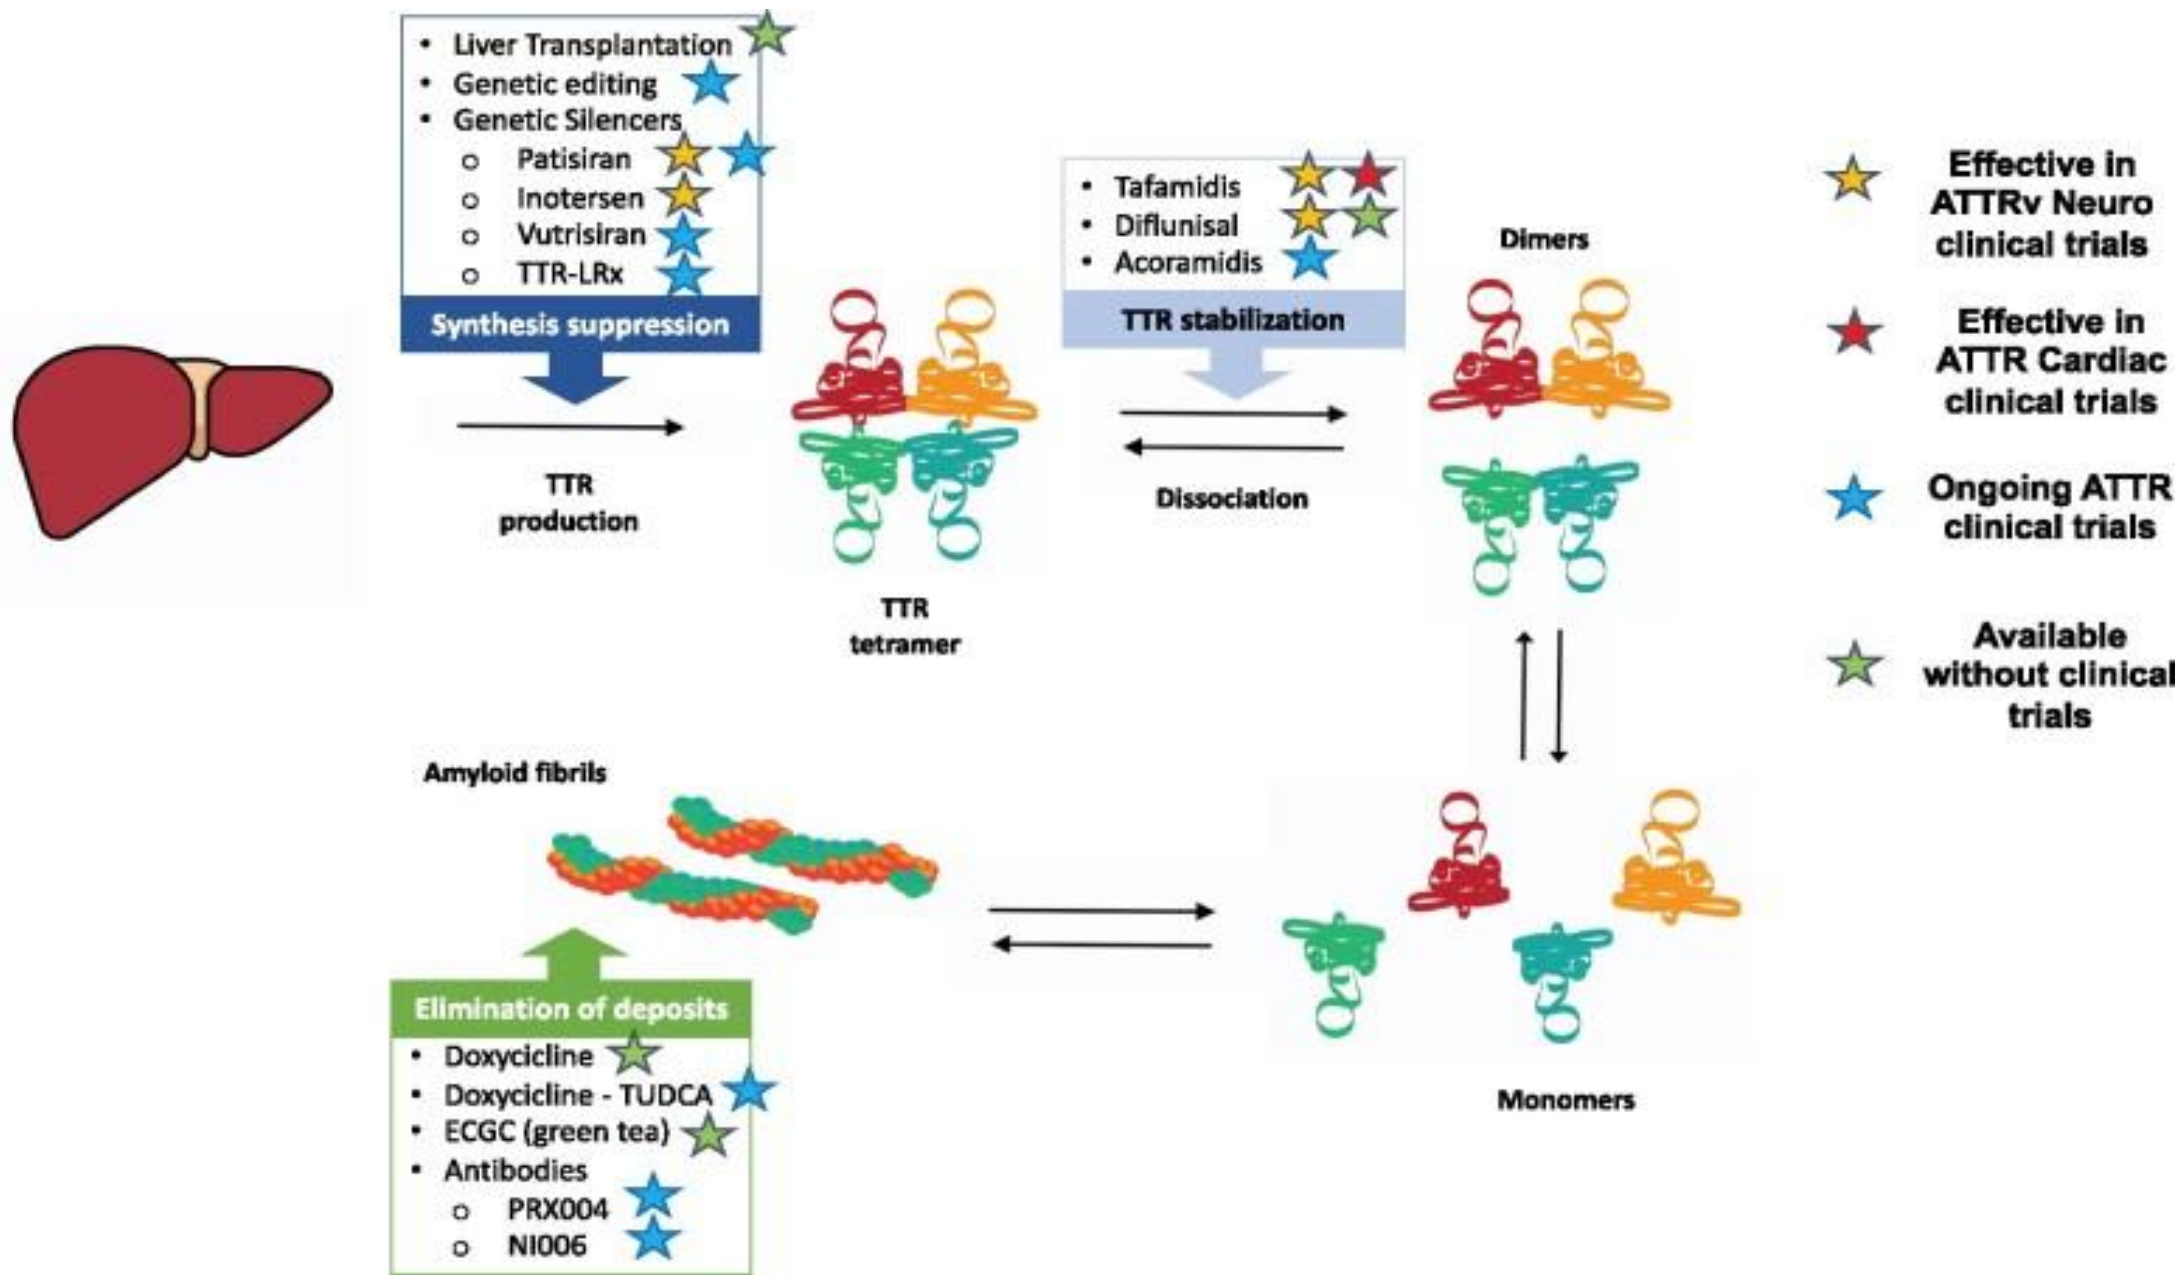 • Liver Transplantation
• Genetic editing
• Genetic Silencers
o Patisiran
o Inotersen
o Vutrisiran
o TTR-LRx
Synthesis suppression
TTR
production
TTR
tetramer
• Tafamidis
• Diflunisal
• Acoramidis
TTR stabilization
Dissociation
Dimers
Monomers
Amyloid fibrils
Elimination of deposits
• Doxycicline
• Doxycicline - TUDCA
• ECGC (green tea)
• Antibodies
o PRX004
o NI006
Effective in
ATTRv Neuro
clinical trials
Effective in
ATTR Cardiac
clinical trials
Ongoing ATTR
clinical trials
Available
without clinical
trials